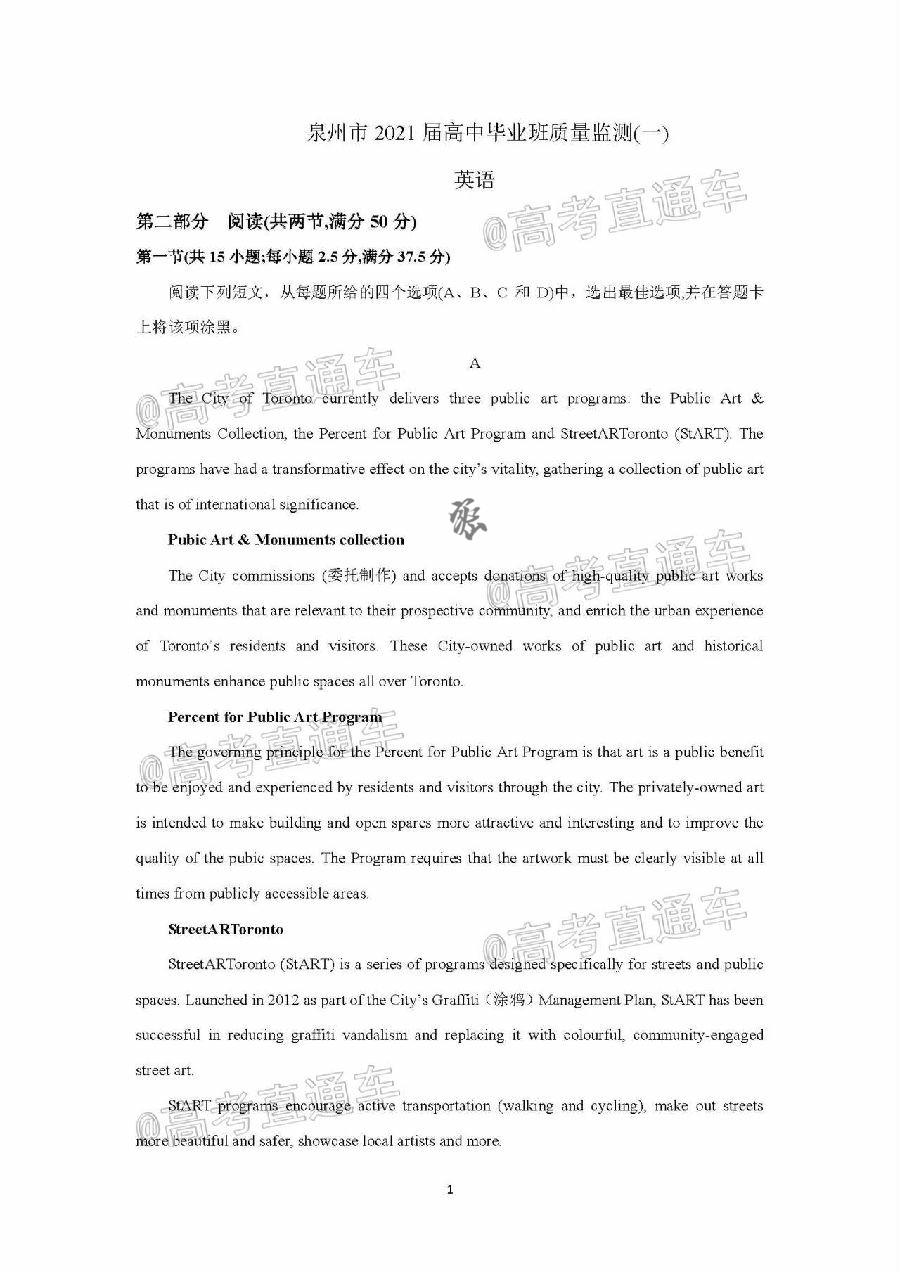 泉州市 2021 届高中毕业班质量监测(一)
英语
@高考直通车
第二部分 阅读(共两节,满分 50 分)
第一节(共 15 小题;每小题 2.5 分,满分 37.5 分)
阅读下列短文，从每题所给的四个选项(A、B、C 和 D)中，选出最佳选项,并在答题卡
上将该项涂黑。
A
@高考直通车
The City of Toronto currently delivers three public art programs: the Public Art &
Monuments Collection, the Percent for Public Art Program and StreetARToronto (StART). The
programs have had a transformative effect on the city's vitality, gathering a collection of public art
that is of international significance.
Pubic Art & Monuments collection
@高考直通车
The City commissions (委托制作) and accepts donations of high-quality public art works
and monuments that are relevant to their prospective community, and enrich the urban experience
of Toronto's residents and visitors. These City-owned works of public art and historical
monuments enhance public spaces all over Toronto.
Percent for Public Art Program
@高考直通车
The governing principle for the Percent for Public Art Program is that art is a public benefit
to be enjoyed and experienced by residents and visitors through the city. The privately-owned art
is intended to make building and open spares more attractive and interesting and to improve the
quality of the pubic spaces. The Program requires that the artwork must be clearly visible at all
times from publicly accessible areas.
StreetARToronto
@高考直通车
StreetARToronto (StART) is a series of programs designed specifically for streets and public
spaces. Launched in 2012 as part of the City's Graffiti（涂鸦）Management Plan, StART has been
successful in reducing graffiti vandalism and replacing it with colourful, community-engaged
street art.
@高考直通车
StART programs encourage active transportation (walking and cycling), make out streets
more beautiful and safer, showcase local artists and more.
1